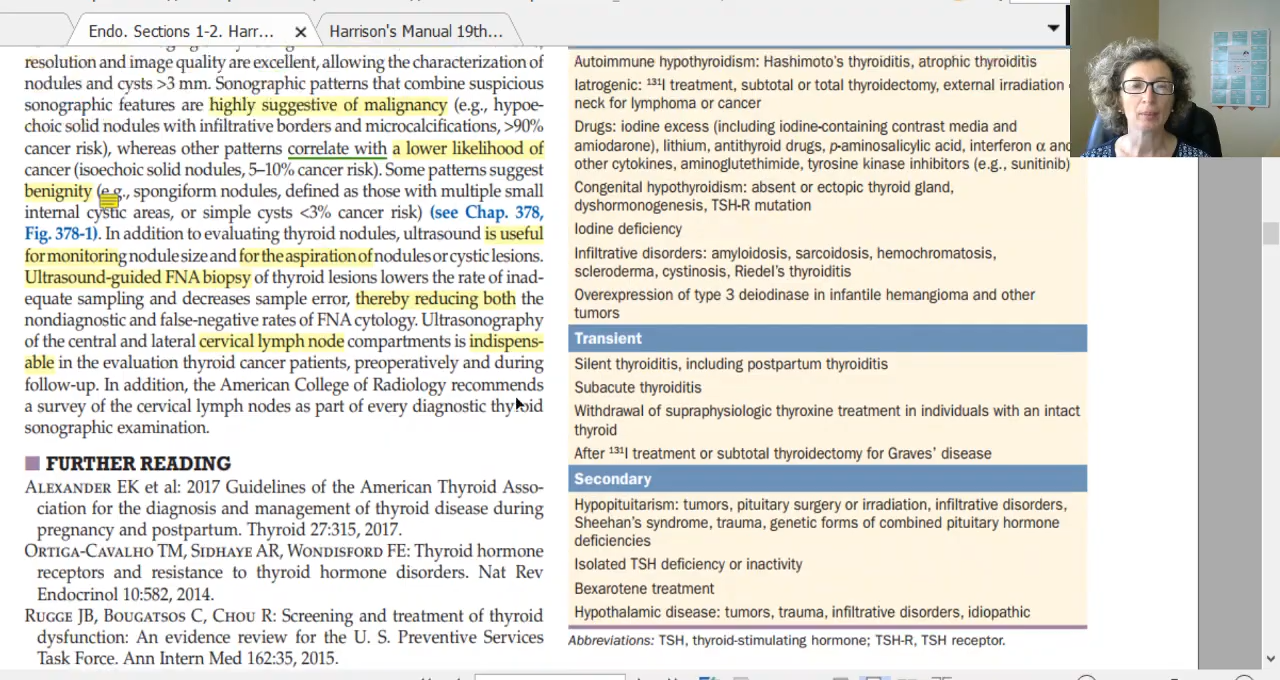 Endo. Sections 1-2. Harr...
Harrison's Manual 19th...
resolution and image quality are excellent, allowing the characterization of
nodules and cysts >3 mm. Sonographic patterns that combine suspicious
sonographic features are highly suggestive of malignancy (e.g., hypoe-
choic solid nodules with infiltrative borders and microcalcifications, >90%
cancer risk), whereas other patterns correlate with a lower likelihood of
cancer (isoechoic solid nodules, 5–10% cancer risk). Some patterns suggest
benignity (e.g., spongiform nodules, defined as those with multiple small
internal cystic areas, or simple cysts <3% cancer risk) (see Chap. 378,
Fig. 378-1). In addition to evaluating thyroid nodules, ultrasound is useful
for monitoring nodule size and for the aspiration of nodules or cystic lesions.
Ultrasound-guided FNA biopsy of thyroid lesions lowers the rate of inad-
equate sampling and decreases sample error, thereby reducing both the
nondiagnostic and false-negative rates of FNA cytology. Ultrasonography
of the central and lateral cervical lymph node compartments is indispens-
able in the evaluation thyroid cancer patients, preoperatively and during
follow-up. In addition, the American College of Radiology recommends
a survey of the cervical lymph nodes as part of every diagnostic thyroid
sonographic examination.
FURTHER READING
Alexander EK et al: 2017 Guidelines of the American Thyroid Asso-
ciation for the diagnosis and management of thyroid disease during
pregnancy and postpartum. Thyroid 27:315, 2017.
Ortiga-Cavalho TM, Sidhaye AR, Wondisford FE: Thyroid hormone
receptors and resistance to thyroid hormone disorders. Nat Rev
Endocrinol 10:582, 2014.
Rugge JB, Bougatsos C, Chou R: Screening and treatment of thyroid
dysfunction: An evidence review for the U. S. Preventive Services
Task Force. Ann Intern Med 162:35, 2015.
Autoimmune hypothyroidism: Hashimoto's thyroiditis, atrophic thyroiditis
Iatrogenic: ¹³¹I treatment, subtotal or total thyroidectomy, external irradiation
neck for lymphoma or cancer
Drugs: iodine excess (including iodine-containing contrast media and
amiodarone), lithium, antithyroid drugs, p-aminosalicylic acid, interferon α and
other cytokines, aminoglutethimide, tyrosine kinase inhibitors (e.g., sunitinib)
Congenital hypothyroidism: absent or ectopic thyroid gland,
dyshormonogenesis, TSH-R mutation
Iodine deficiency
Infiltrative disorders: amyloidosis, sarcoidosis, hemochromatosis,
scleroderma, cystinosis, Riedel's thyroiditis
Overexpression of type 3 deiodinase in infantile hemangioma and other
tumors
Transient
Silent thyroiditis, including postpartum thyroiditis
Subacute thyroiditis
Withdrawal of supraphysiologic thyroxine treatment in individuals with an intact
thyroid
After ¹³¹I treatment or subtotal thyroidectomy for Graves' disease
Secondary
Hypopituitarism: tumors, pituitary surgery or irradiation, infiltrative disorders,
Sheehan's syndrome, trauma, genetic forms of combined pituitary hormone
deficiencies
Isolated TSH deficiency or inactivity
Bexarotene treatment
Hypothalamic disease: tumors, trauma, infiltrative disorders, idiopathic
Abbreviations: TSH, thyroid-stimulating hormone; TSH-R, TSH receptor.